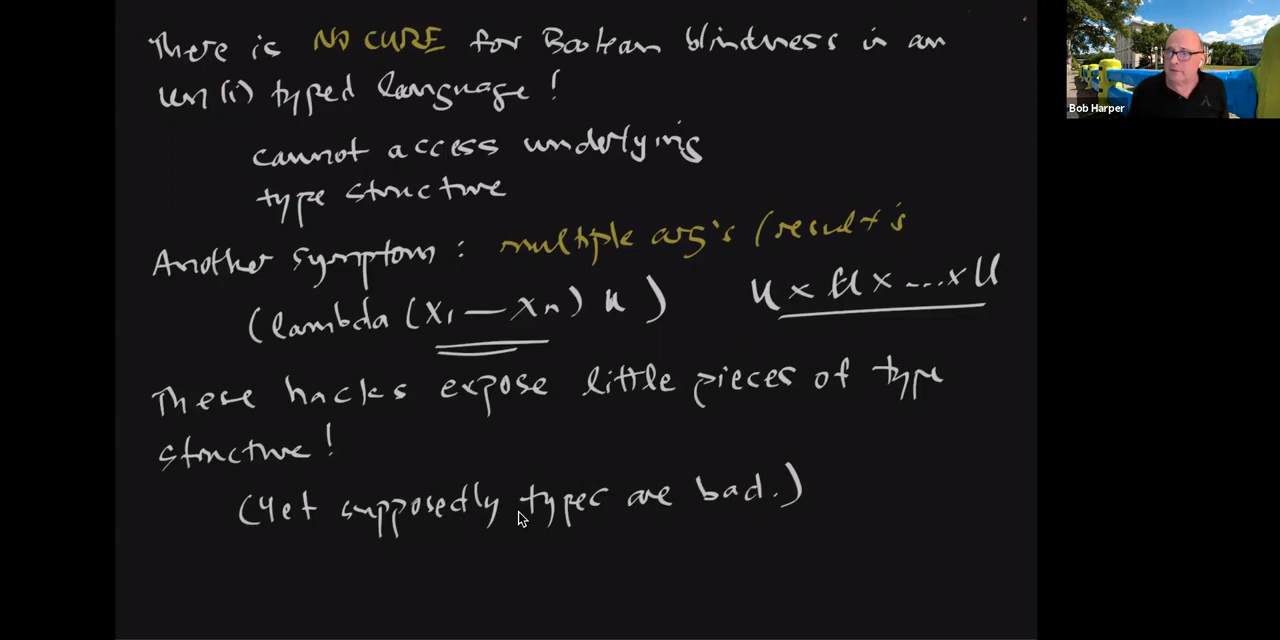 There is NO CURE for Boolean blindness in an
un(i)typed language!
cannot access underlying
type structure
Another symptom: multiple arg's/result's
(lambda (x₁ — xₙ) u) U × U × ... × U
These hacks expose little pieces of type
structure!
(Yet supposedly types are bad.)
Bob Harper